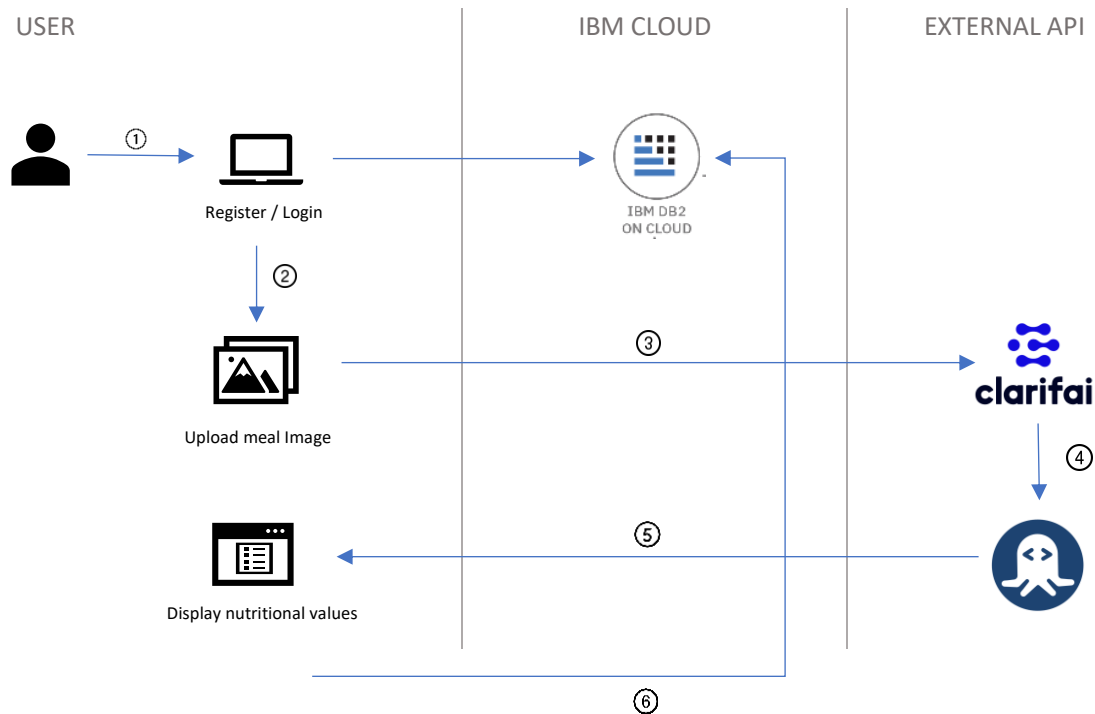 USER
IBM CLOUD
EXTERNAL API
①
Register / Login
IBM DB2
ON CLOUD
②
③
clarifai
Upload meal Image
④
⑤
< >
Display nutritional values
⑥